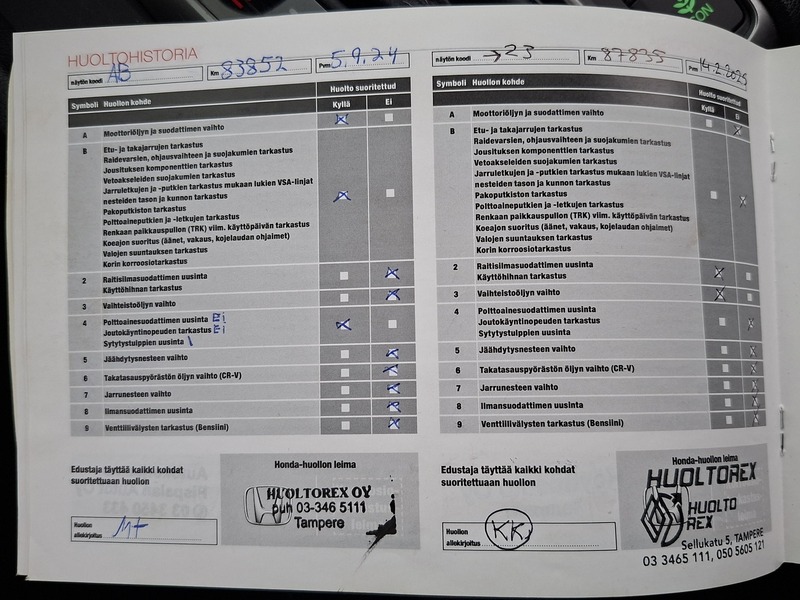 HUOLTOHISTORIA
näytön koodi AB
Km 83852
Pvm 5.9.24
Symboli Huollon kohde
Huolto suoritettud
Kyllä Ei
A Moottoriöljyn ja suodattimen vaihto
B Etu- ja takajarrujen tarkastus
Raidevarsien, ohjausvaihteen ja suojakumien tarkastus
Jousituksen komponenttien tarkastus
Vetoakseleiden suojakumien tarkastus
Jarruletkujen ja -putkien tarkastus mukaan lukien VSA-linjat
nesteiden tason ja kunnon tarkastus
Pakoputkiston tarkastus
Polttoaineputkien ja -letkujen tarkastus
Renkaan paikkauspullon (TRK) viim. käyttöpäivän tarkastus
Koeajon suoritus (äänet, vakaus, kojelaudan ohjaimet)
Valojen suuntauksen tarkastus
Korin korroosiotarkastus
2 Raitisilmasuodattimen uusinta
Käyttöhihnan tarkastus
3 Vaihteistoöljyn vaihto
4 Polttoainesuodattimen uusinta Ei
Joutokäyntinopeuden tarkastus Ei
Sytytystulppien uusinta
5 Jäähdytysnesteen vaihto
6 Takatasauspyörästön öljyn vaihto (CR-V)
7 Jarrunesteen vaihto
8 Ilmansuodattimen uusinta
9 Venttiilivälysten tarkastus (Bensiini)
Edustaja täyttää kaikki kohdat
suoritettuaan huollon
Huollon
allekirjoitus
Honda-huollon leima
HUOLTOREX OY
puh 03-346 5111
Tampere
näytön koodi →23
Km 87835
Pvm 14.2.2025
Symboli Huollon kohde
Huolto suoritettud
Kyllä Ei
A Moottoriöljyn ja suodattimen vaihto
B Etu- ja takajarrujen tarkastus
Raidevarsien, ohjausvaihteen ja suojakumien tarkastus
Jousituksen komponenttien tarkastus
Vetoakseleiden suojakumien tarkastus
Jarruletkujen ja -putkien tarkastus mukaan lukien VSA-linjat
nesteiden tason ja kunnon tarkastus
Pakoputkiston tarkastus
Polttoaineputkien ja -letkujen tarkastus
Renkaan paikkauspullon (TRK) viim. käyttöpäivän tarkastus
Koeajon suoritus (äänet, vakaus, kojelaudan ohjaimet)
Valojen suuntauksen tarkastus
Korin korroosiotarkastus
2 Raitisilmasuodattimen uusinta
Käyttöhihnan tarkastus
3 Vaihteistoöljyn vaihto
4 Polttoainesuodattimen uusinta
Joutokäyntinopeuden tarkastus
Sytytystulppien uusinta
5 Jäähdytysnesteen vaihto
6 Takatasauspyörästön öljyn vaihto (CR-V)
7 Jarrunesteen vaihto
8 Ilmansuodattimen uusinta
9 Venttiilivälysten tarkastus (Bensiini)
Edustaja täyttää kaikki kohdat
suoritettuaan huollon
Huollon
allekirjoitus KK
Honda-huollon leima
HUOLTOREX
HUOLTO
REX
Sellukatu 5, TAMPERE
03 3465 111, 050 5605 121